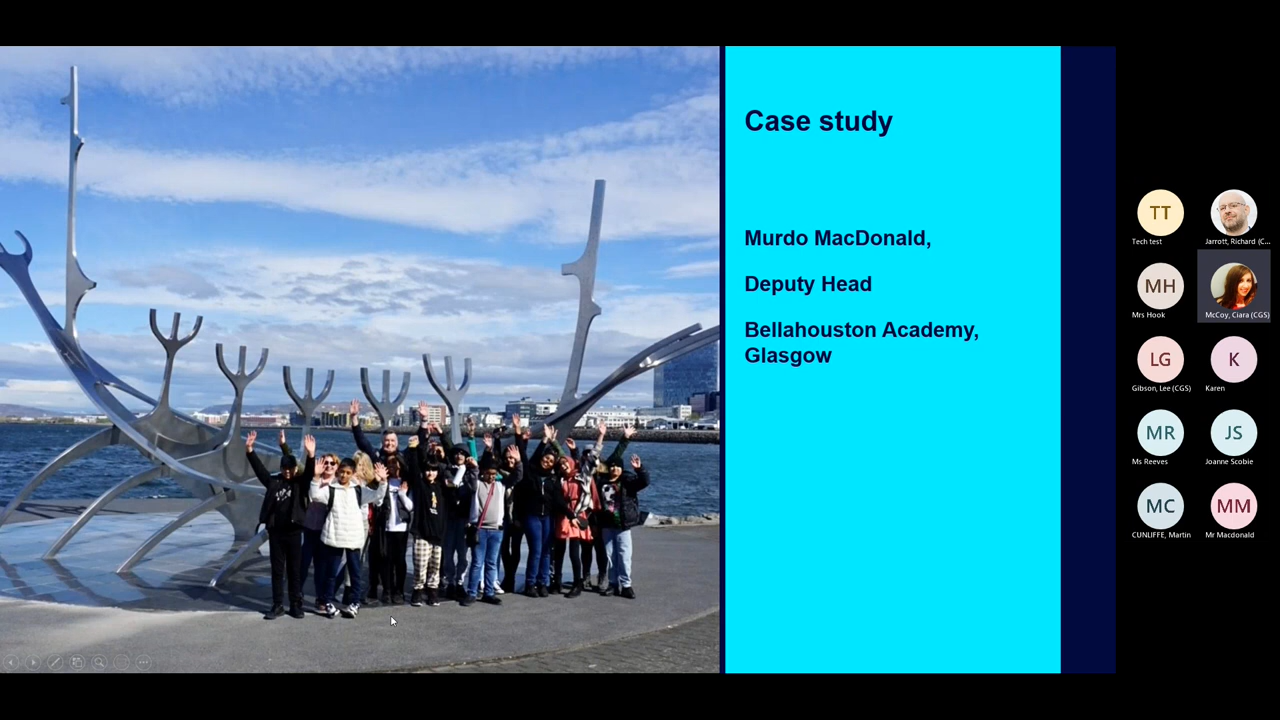 Case study
Murdo MacDonald,
Deputy Head
Bellahouston Academy,
Glasgow
TT
Tech test
Jarrott, Richard (C...
MH
Mrs Hook
McCoy, Ciara (CGS)
LG
Gibson, Lee (CGS)
K
Karen
MR
Ms Reeves
JS
Joanne Scobie
MC
CUNLIFFE, Martin
MM
Mr Macdonald